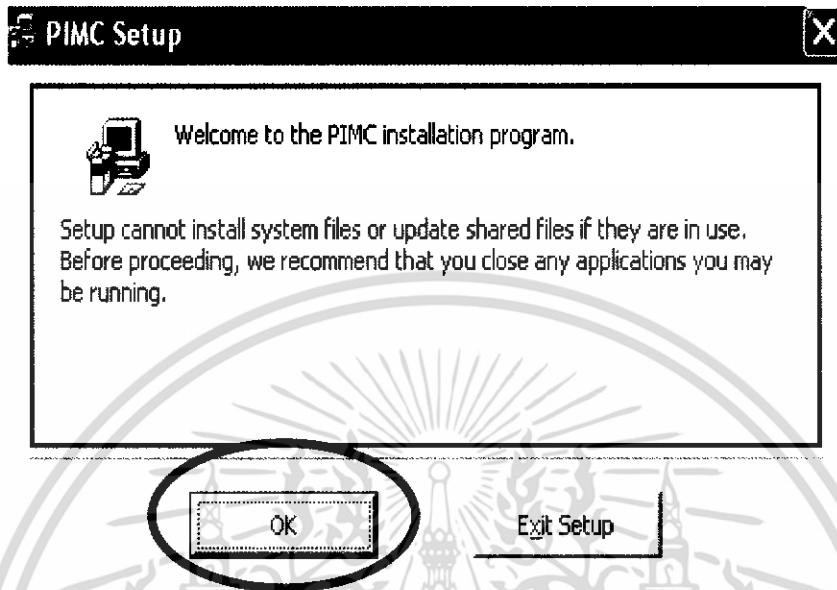 PIMC Setup
Welcome to the PIMC installation program.
Setup cannot install system files or update shared files if they are in use.
Before proceeding, we recommend that you close any applications you may
be running.
OK
Exit Setup